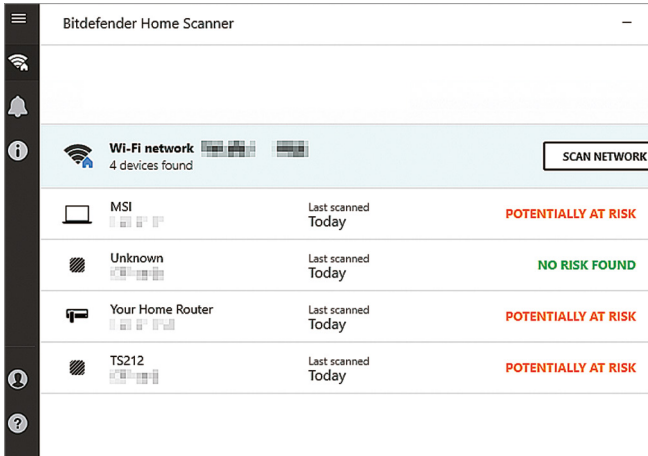 Bitdefender Home Scanner
Wi-Fi network
4 devices found
SCAN NETWORK
MSI
Last scanned
Today
POTENTIALLY AT RISK
Unknown
Last scanned
Today
NO RISK FOUND
Your Home Router
Last scanned
Today
POTENTIALLY AT RISK
TS212
Last scanned
Today
POTENTIALLY AT RISK